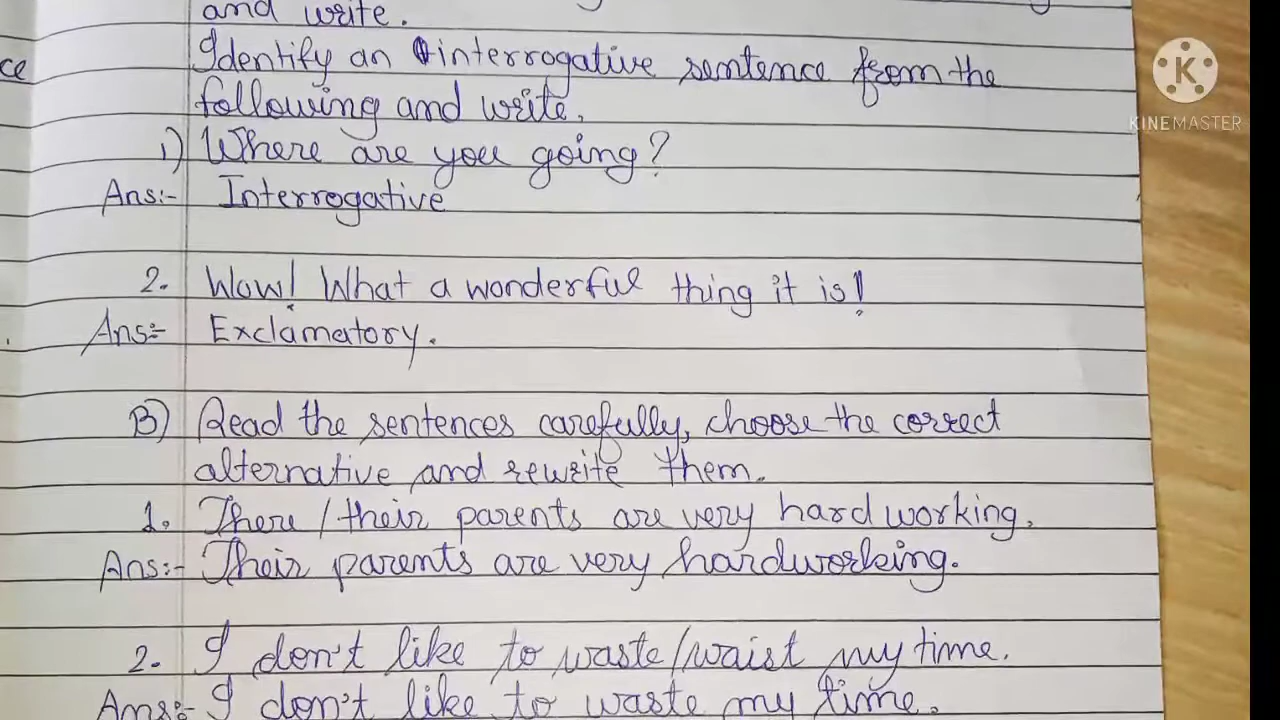 and write.
ce
Identify an interrogative sentence from the
following and write.
1) Where are you going?
Ans:- Interrogative
2. Wow! What a wonderful thing it is!
Ans:- Exclamatory.
B) Read the sentences carefully, choose the correct
alternative and rewrite them.
1. There / their parents are very hard working.
Ans:- Their parents are very hardworking.
2. I don't like to waste/waist my time.
Ans:- I don't like to waste my time.
K
KINEMASTER